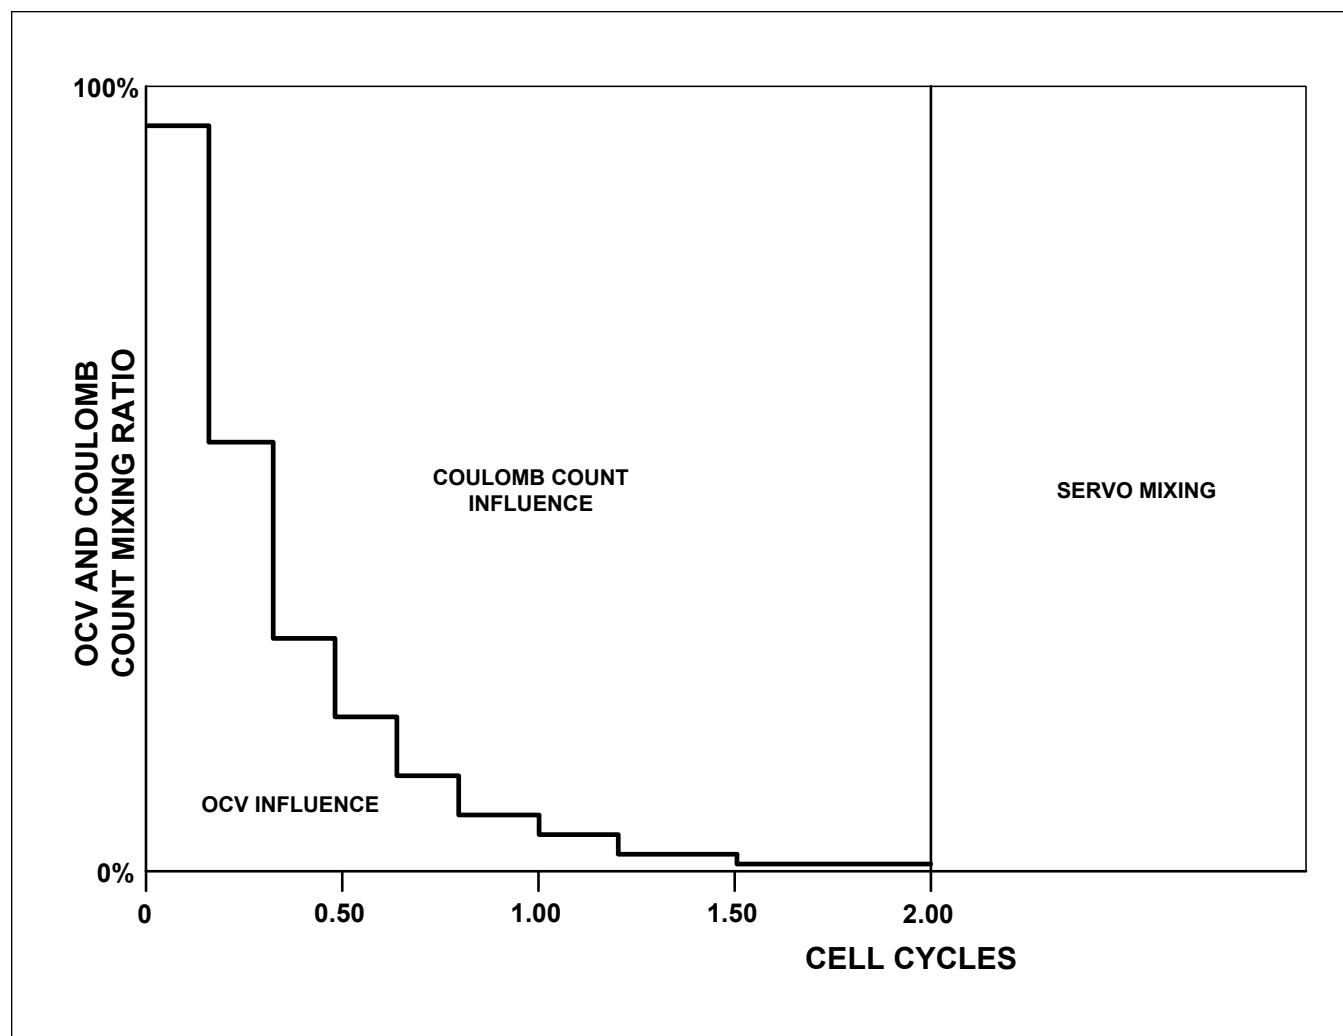 100%
OCV AND COULOMB
COUNT MIXING RATIO
COULOMB COUNT
INFLUENCE
SERVO MIXING
OCV INFLUENCE
0%
0
0.50
1.00
1.50
2.00
CELL CYCLES